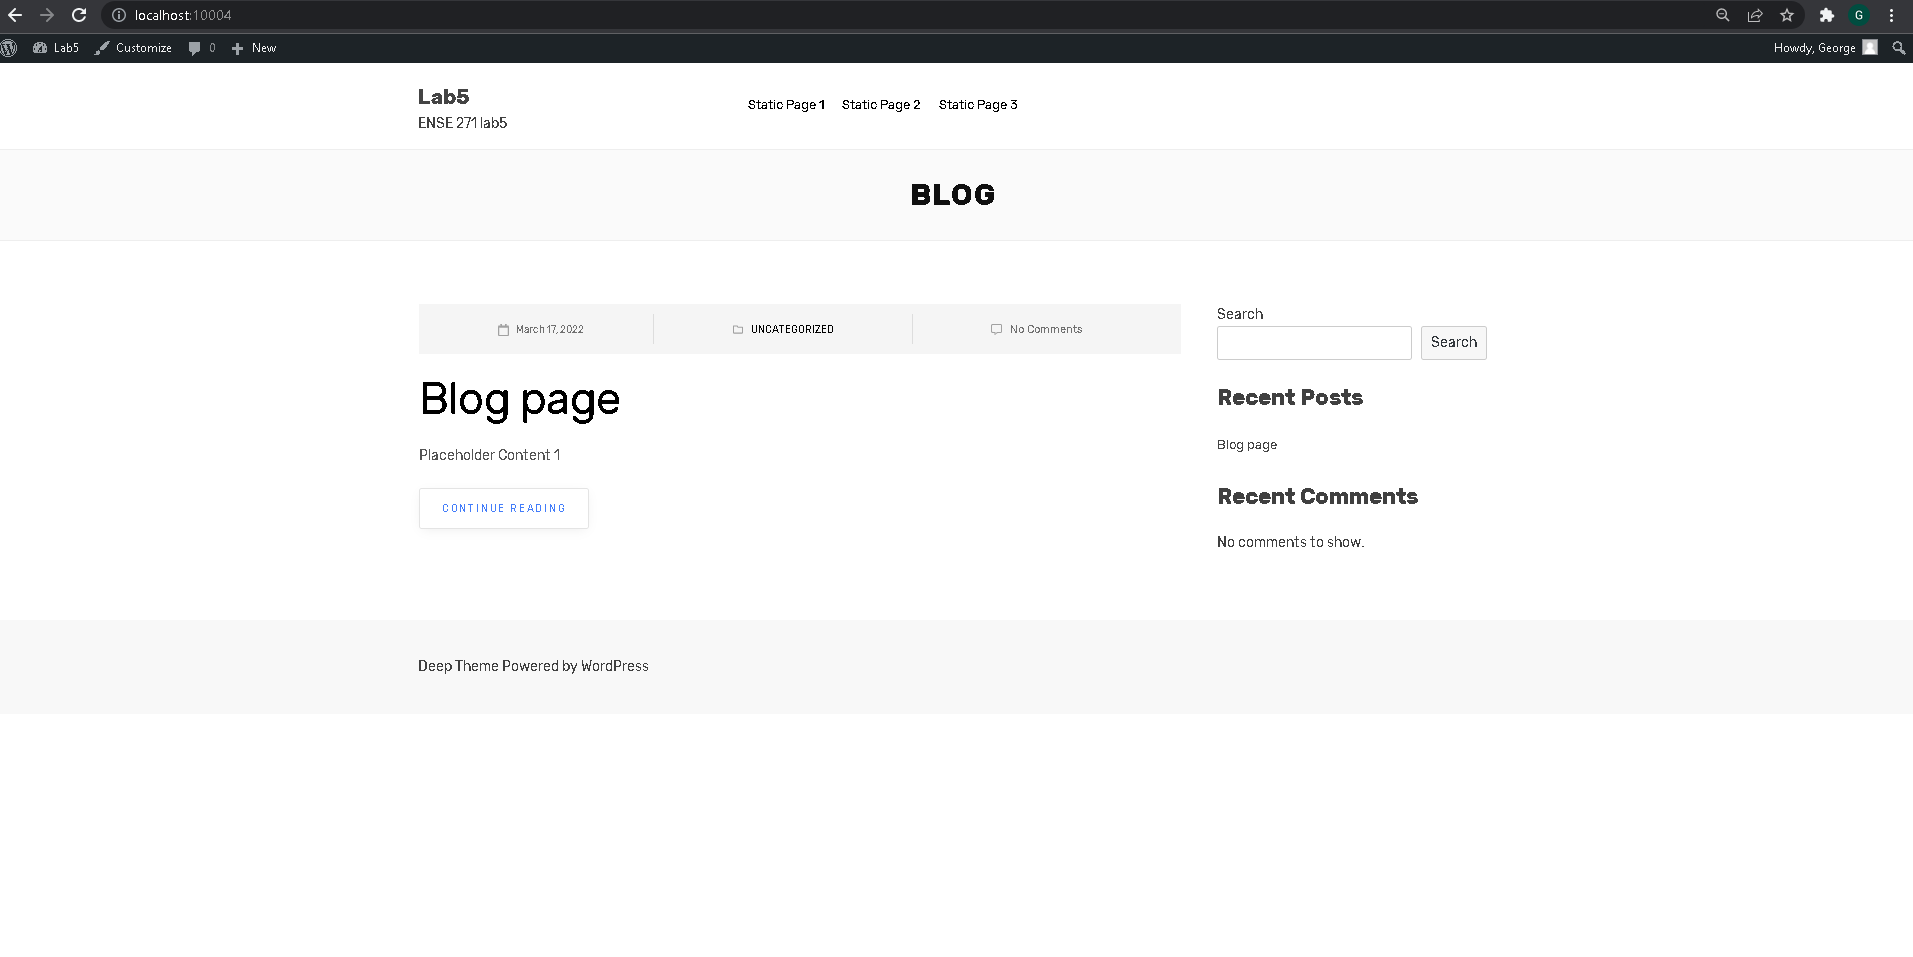 localhost:10004
G
Lab5 Customize 0 New Howdy, George
Lab5
ENSE 271 lab5
Static Page 1 Static Page 2 Static Page 3
BLOG
March 17, 2022 UNCATEGORIZED No Comments
Blog page
Placeholder Content 1
CONTINUE READING
Search
Search
Recent Posts
Blog page
Recent Comments
No comments to show.
Deep Theme Powered by WordPress